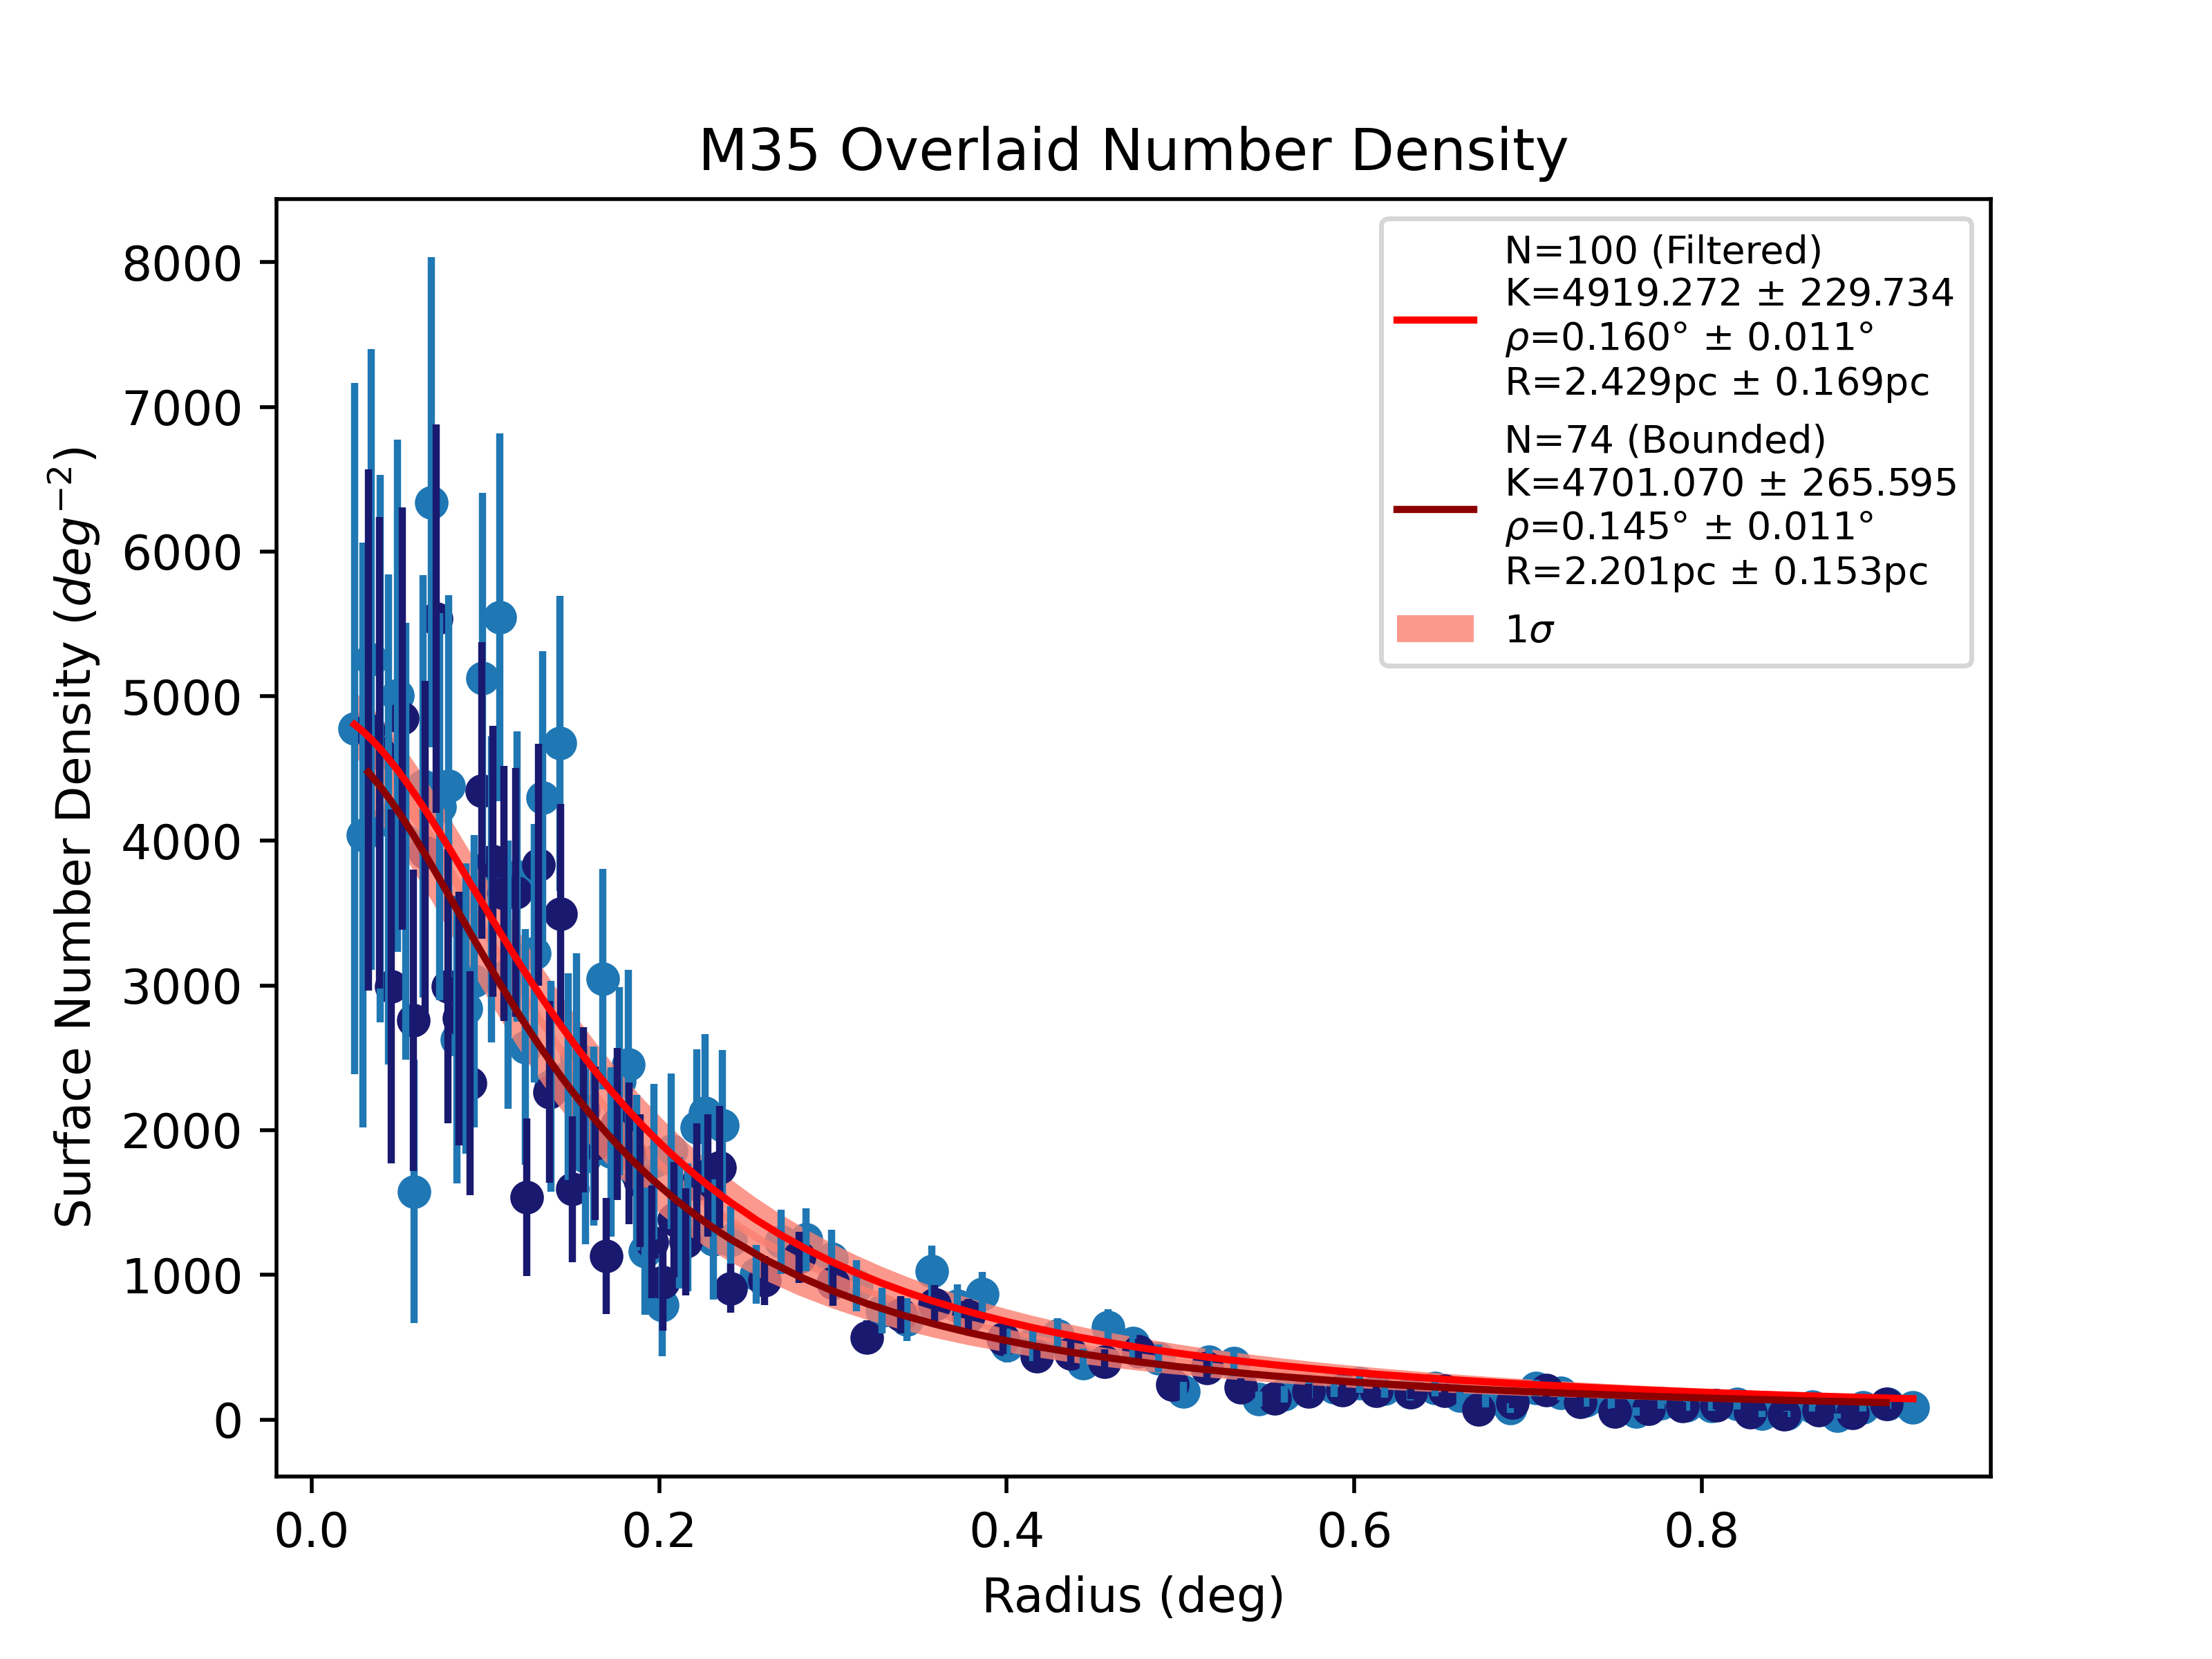 M35 Overlaid Number Density
N=100 (Filtered)
K=4919.272 ± 229.734
ρ=0.160° ± 0.011°
R=2.429pc ± 0.169pc
N=74 (Bounded)
K=4701.070 ± 265.595
ρ=0.145° ± 0.011°
R=2.201pc ± 0.153pc
1σ
Surface Number Density (deg⁻²)
8000
7000
6000
5000
4000
3000
2000
1000
0
0.0 0.2 0.4 0.6 0.8
Radius (deg)